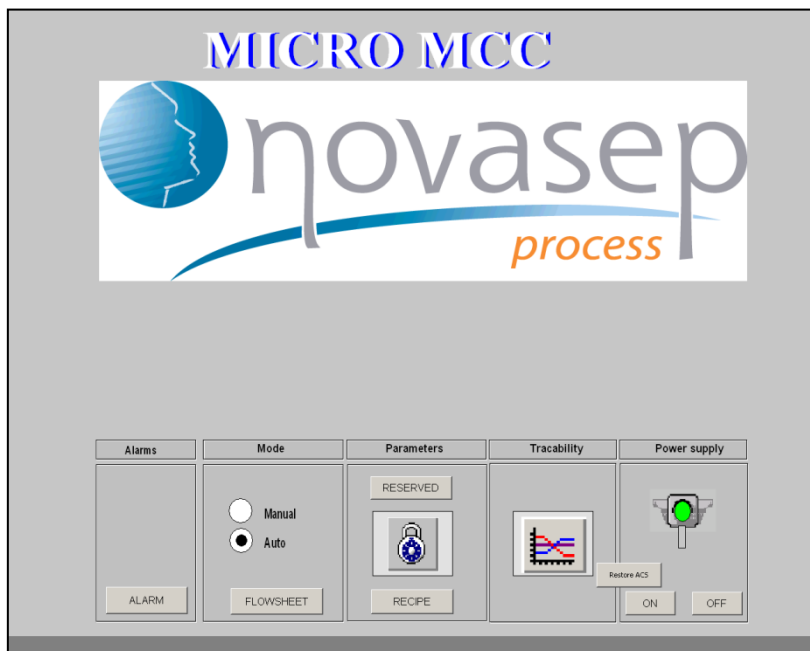 MICRO MCC
novasep
process
Alarms
Mode
Parameters
Tracability
Power supply
RESERVED
Manual
Auto
Restore ACS
ALARM
FLOWSHEET
RECIPE
ON
OFF